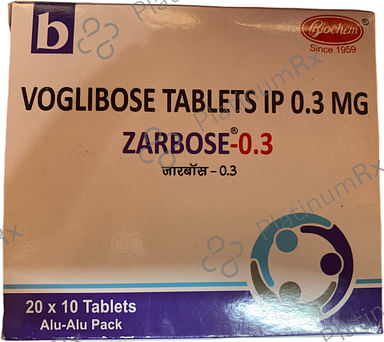 b
Biochem
Since 1959
VOGLIBOSE TABLETS IP 0.3 MG
ZARBOSE®-0.3
जारबॉस – 0.3
20 x 10 Tablets
Alu-Alu Pack
PlatinumRx